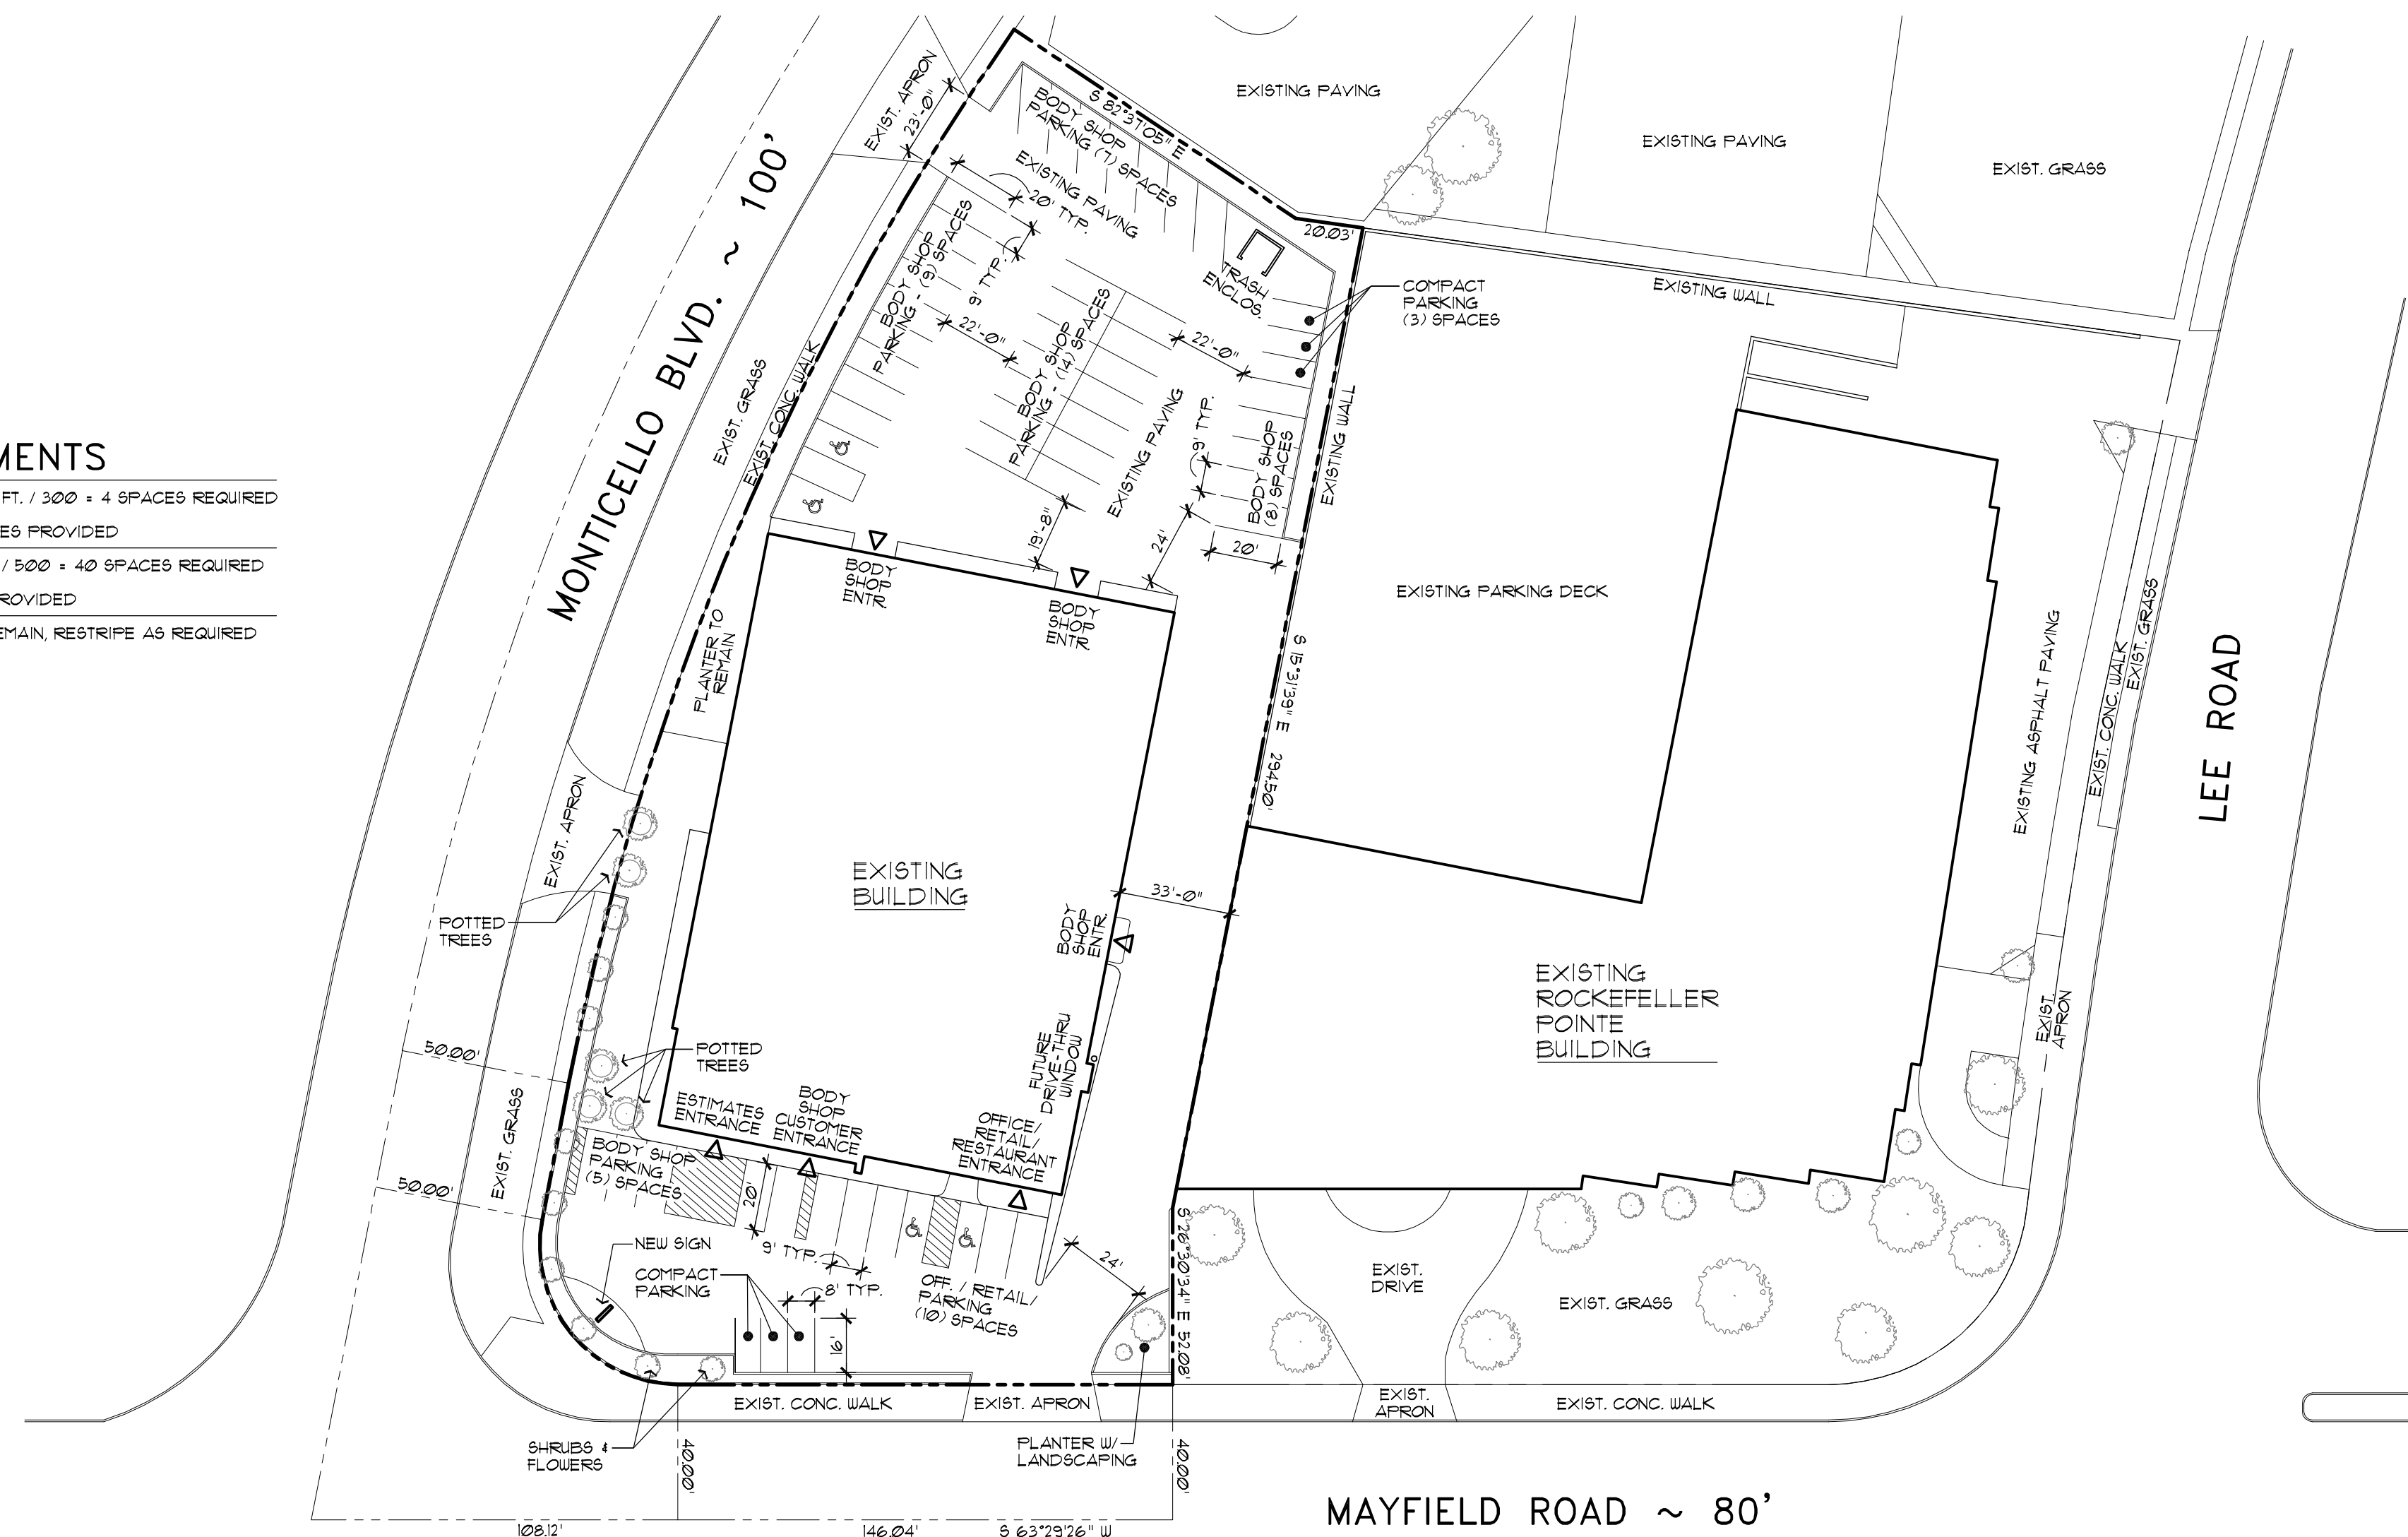 MENTS
FT. / 300 = 4 SPACES REQUIRED
ES PROVIDED
/ 500 = 40 SPACES REQUIRED
ROVIDED
EMAIN, RESTRIPE AS REQUIRED
MONTICELLO BLVD. ~ 100'
EXIST. APRON
23'-0"
S 82°37'05" E
BODY SHOP
PARKING (7) SPACES
EXISTING PAVING
20' TYP.
9' TYP.
BODY SHOP
PARKING - (9) SPACES
22'-0"
BODY SHOP
PARKING - (14) SPACES
22'-0"
EXISTING PAVING
TRASH
ENCLOS.
20.03'
COMPACT
PARKING
(3) SPACES
9' TYP.
BODY SHOP
(8) SPACES
EXISTING WALL
19'-8"
24'
20'
EXISTING PAVING
EXISTING PAVING
EXIST. GRASS
EXISTING WALL
EXIST. GRASS
EXIST. CONC. WALK
BODY
SHOP
ENTR.
BODY
SHOP
ENTR.
PLANTER TO
REMAIN
S 15°31'39" E 294.50'
EXISTING PARKING DECK
EXISTING ASPHALT PAVING
EXIST. CONC. WALK
EXIST. GRASS
LEE ROAD
EXIST. APRON
POTTED
TREES
EXISTING
BUILDING
33'-0"
BODY
SHOP
ENTR.
EXISTING
ROCKEFELLER
POINTE
BUILDING
EXIST.
APRON
50.00'
POTTED
TREES
FUTURE
DRIVE-THRU
WINDOW
ESTIMATES
ENTRANCE
BODY
SHOP
CUSTOMER
ENTRANCE
OFFICE/
RETAIL/
RESTAURANT
ENTRANCE
EXIST. GRASS
50.00'
BODY SHOP
PARKING
(5) SPACES
20'
9' TYP.
NEW SIGN
COMPACT
PARKING
8' TYP.
16'
OFF. / RETAIL/
PARKING
(10) SPACES
24'
S 26°30'34" E 52.08'
EXIST.
DRIVE
EXIST. GRASS
EXIST. CONC. WALK
EXIST. APRON
EXIST.
APRON
EXIST. CONC. WALK
SHRUBS &
FLOWERS
40.00'
PLANTER W/
LANDSCAPING
40.00'
MAYFIELD ROAD ~ 80'
108.12'
146.04'
S 63°29'26" W